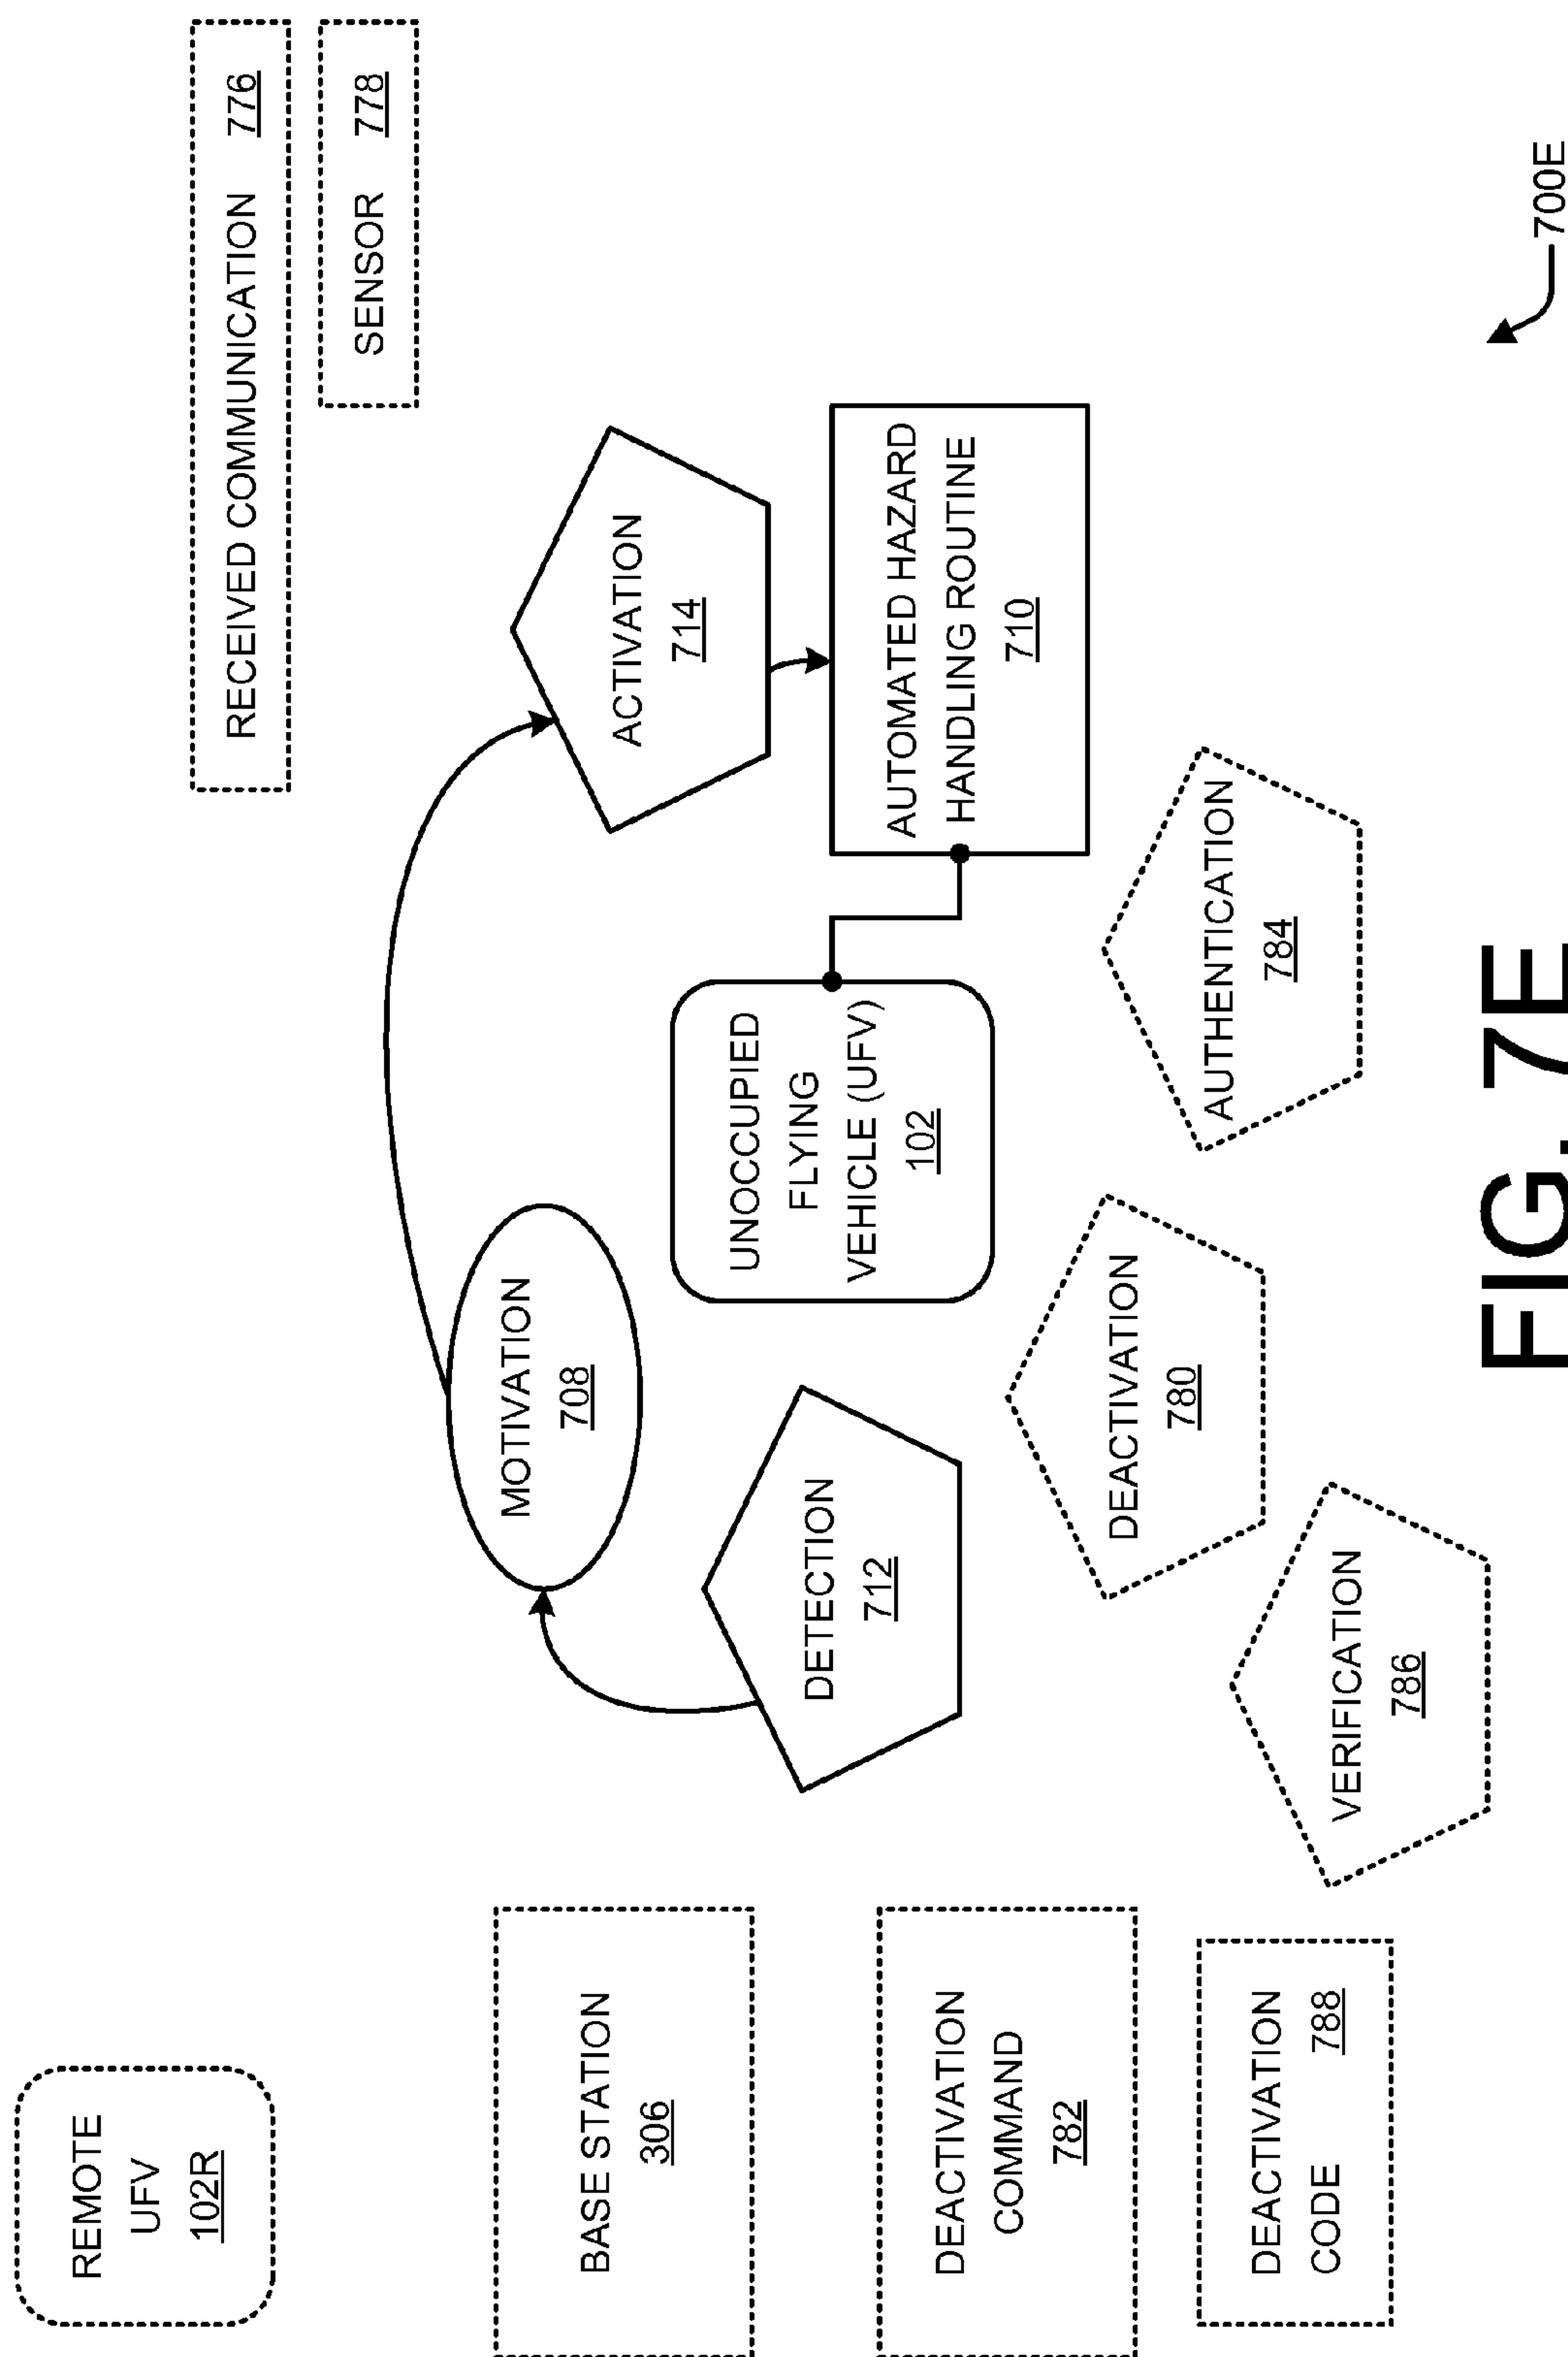 REMOTE
UFV
102R
RECEIVED COMMUNICATION 776
SENSOR 778
BASE STATION
306
MOTIVATION
708
ACTIVATION
714
UNOCCUPIED
FLYING
VEHICLE (UFV)
102
DETECTION
712
AUTOMATED HAZARD
HANDLING ROUTINE
710
DEACTIVATION
COMMAND
782
DEACTIVATION
780
AUTHENTICATION
784
DEACTIVATION
CODE 788
VERIFICATION
786
700E
FIG. 7E